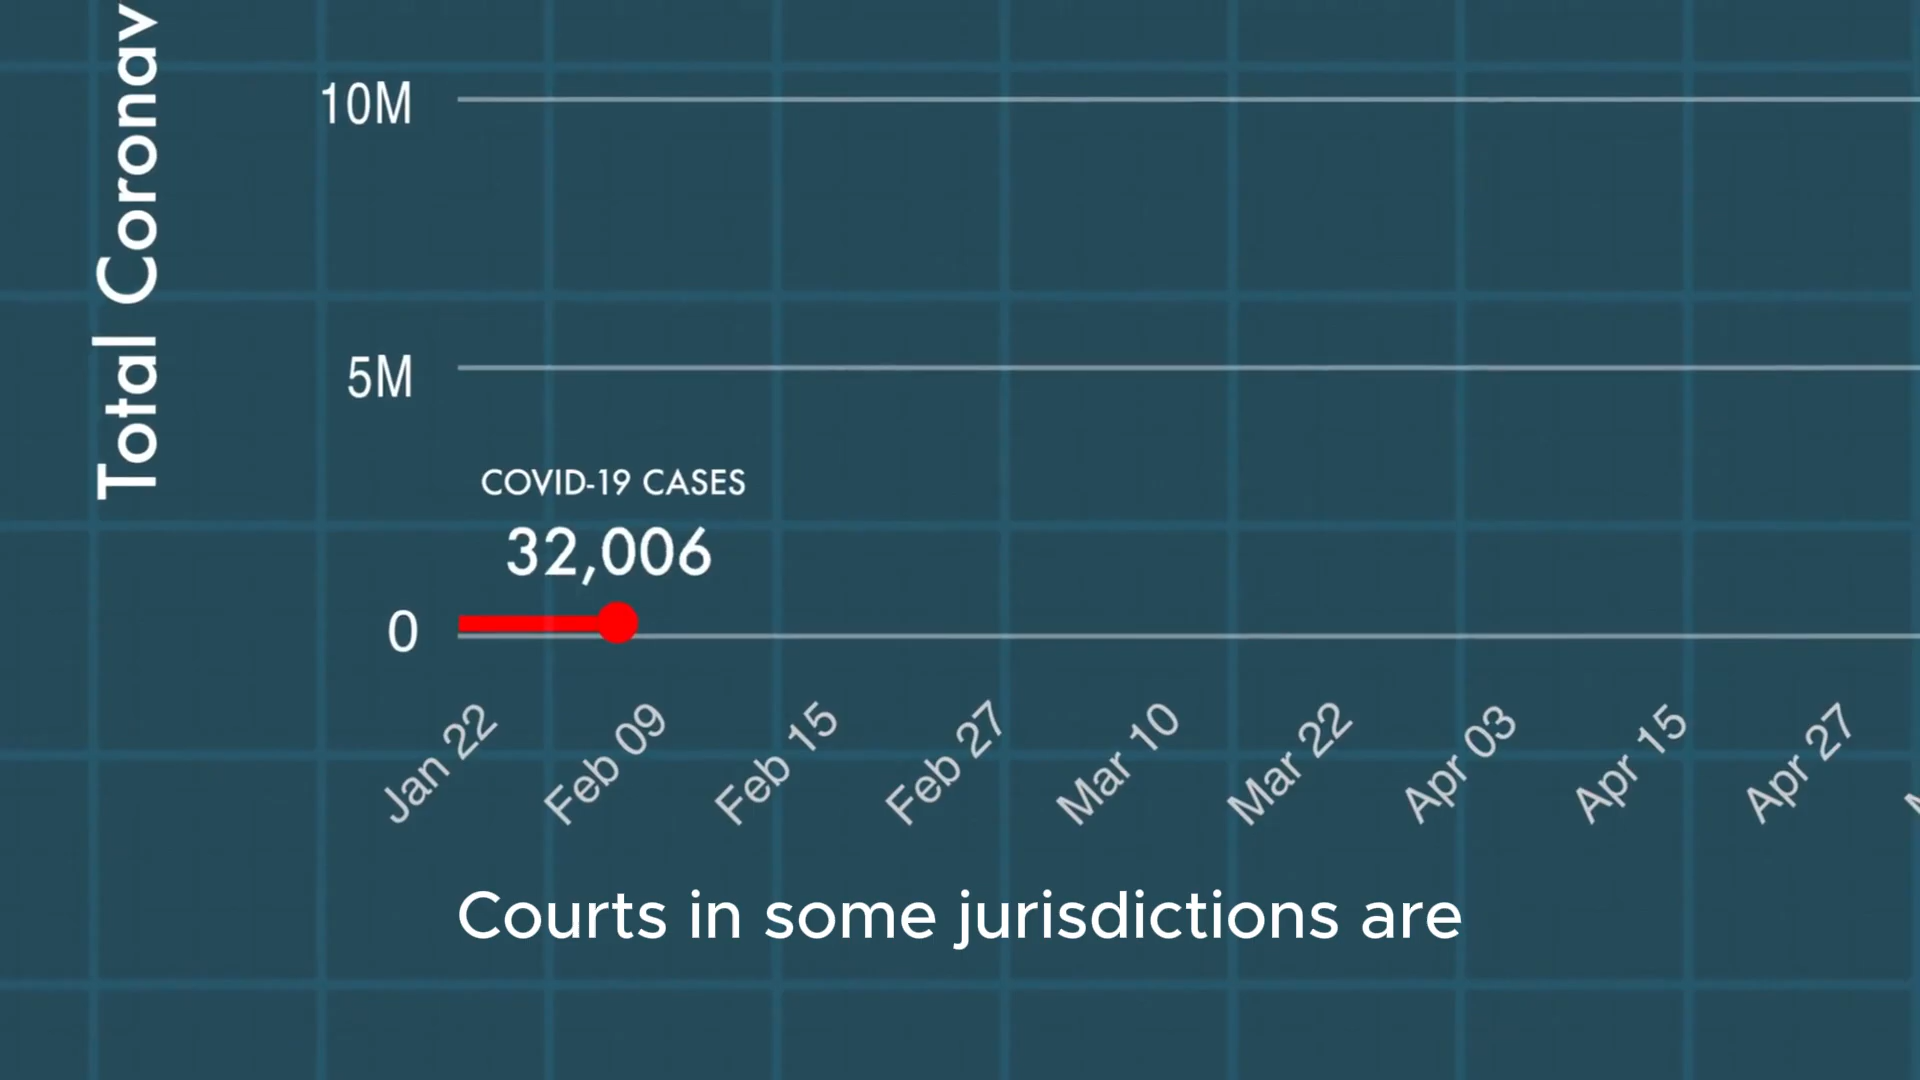 Total Coronav
10M
5M
COVID-19 CASES
32,006
0
Jan 22
Feb 09
Feb 15
Feb 27
Mar 10
Mar 22
Apr 03
Apr 15
Apr 27
Courts in some jurisdictions are